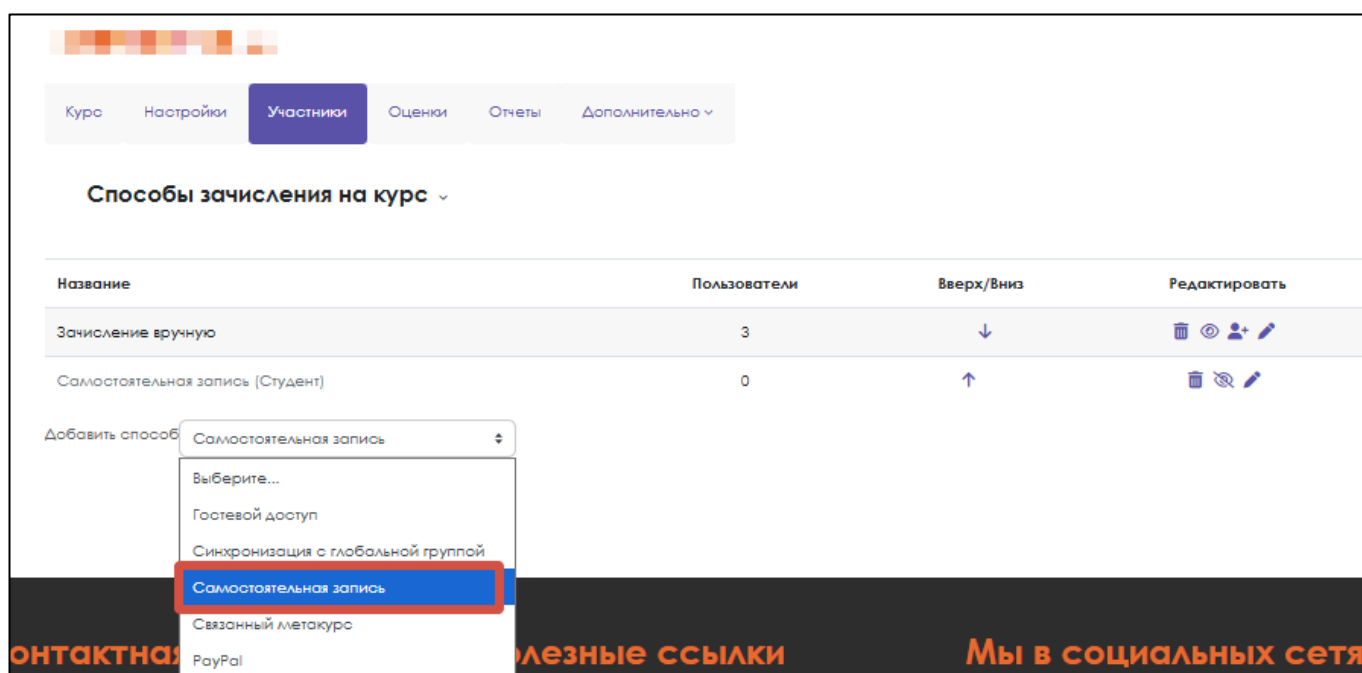 Курс Настройки Участники Оценки Отчеты Дополнительно
Способы зачисления на курс
Название Пользователи Вверх/Вниз Редактировать
Зачисление вручную 3
Самостоятельная запись (Студент) 0
Добавить способ Самостоятельная запись
Выберите...
Гостевой доступ
Синхронизация с глобальной группой
Самостоятельная запись
Связанный метакурс
онтактная олезные ссылки Мы в социальных сетя
PayPal